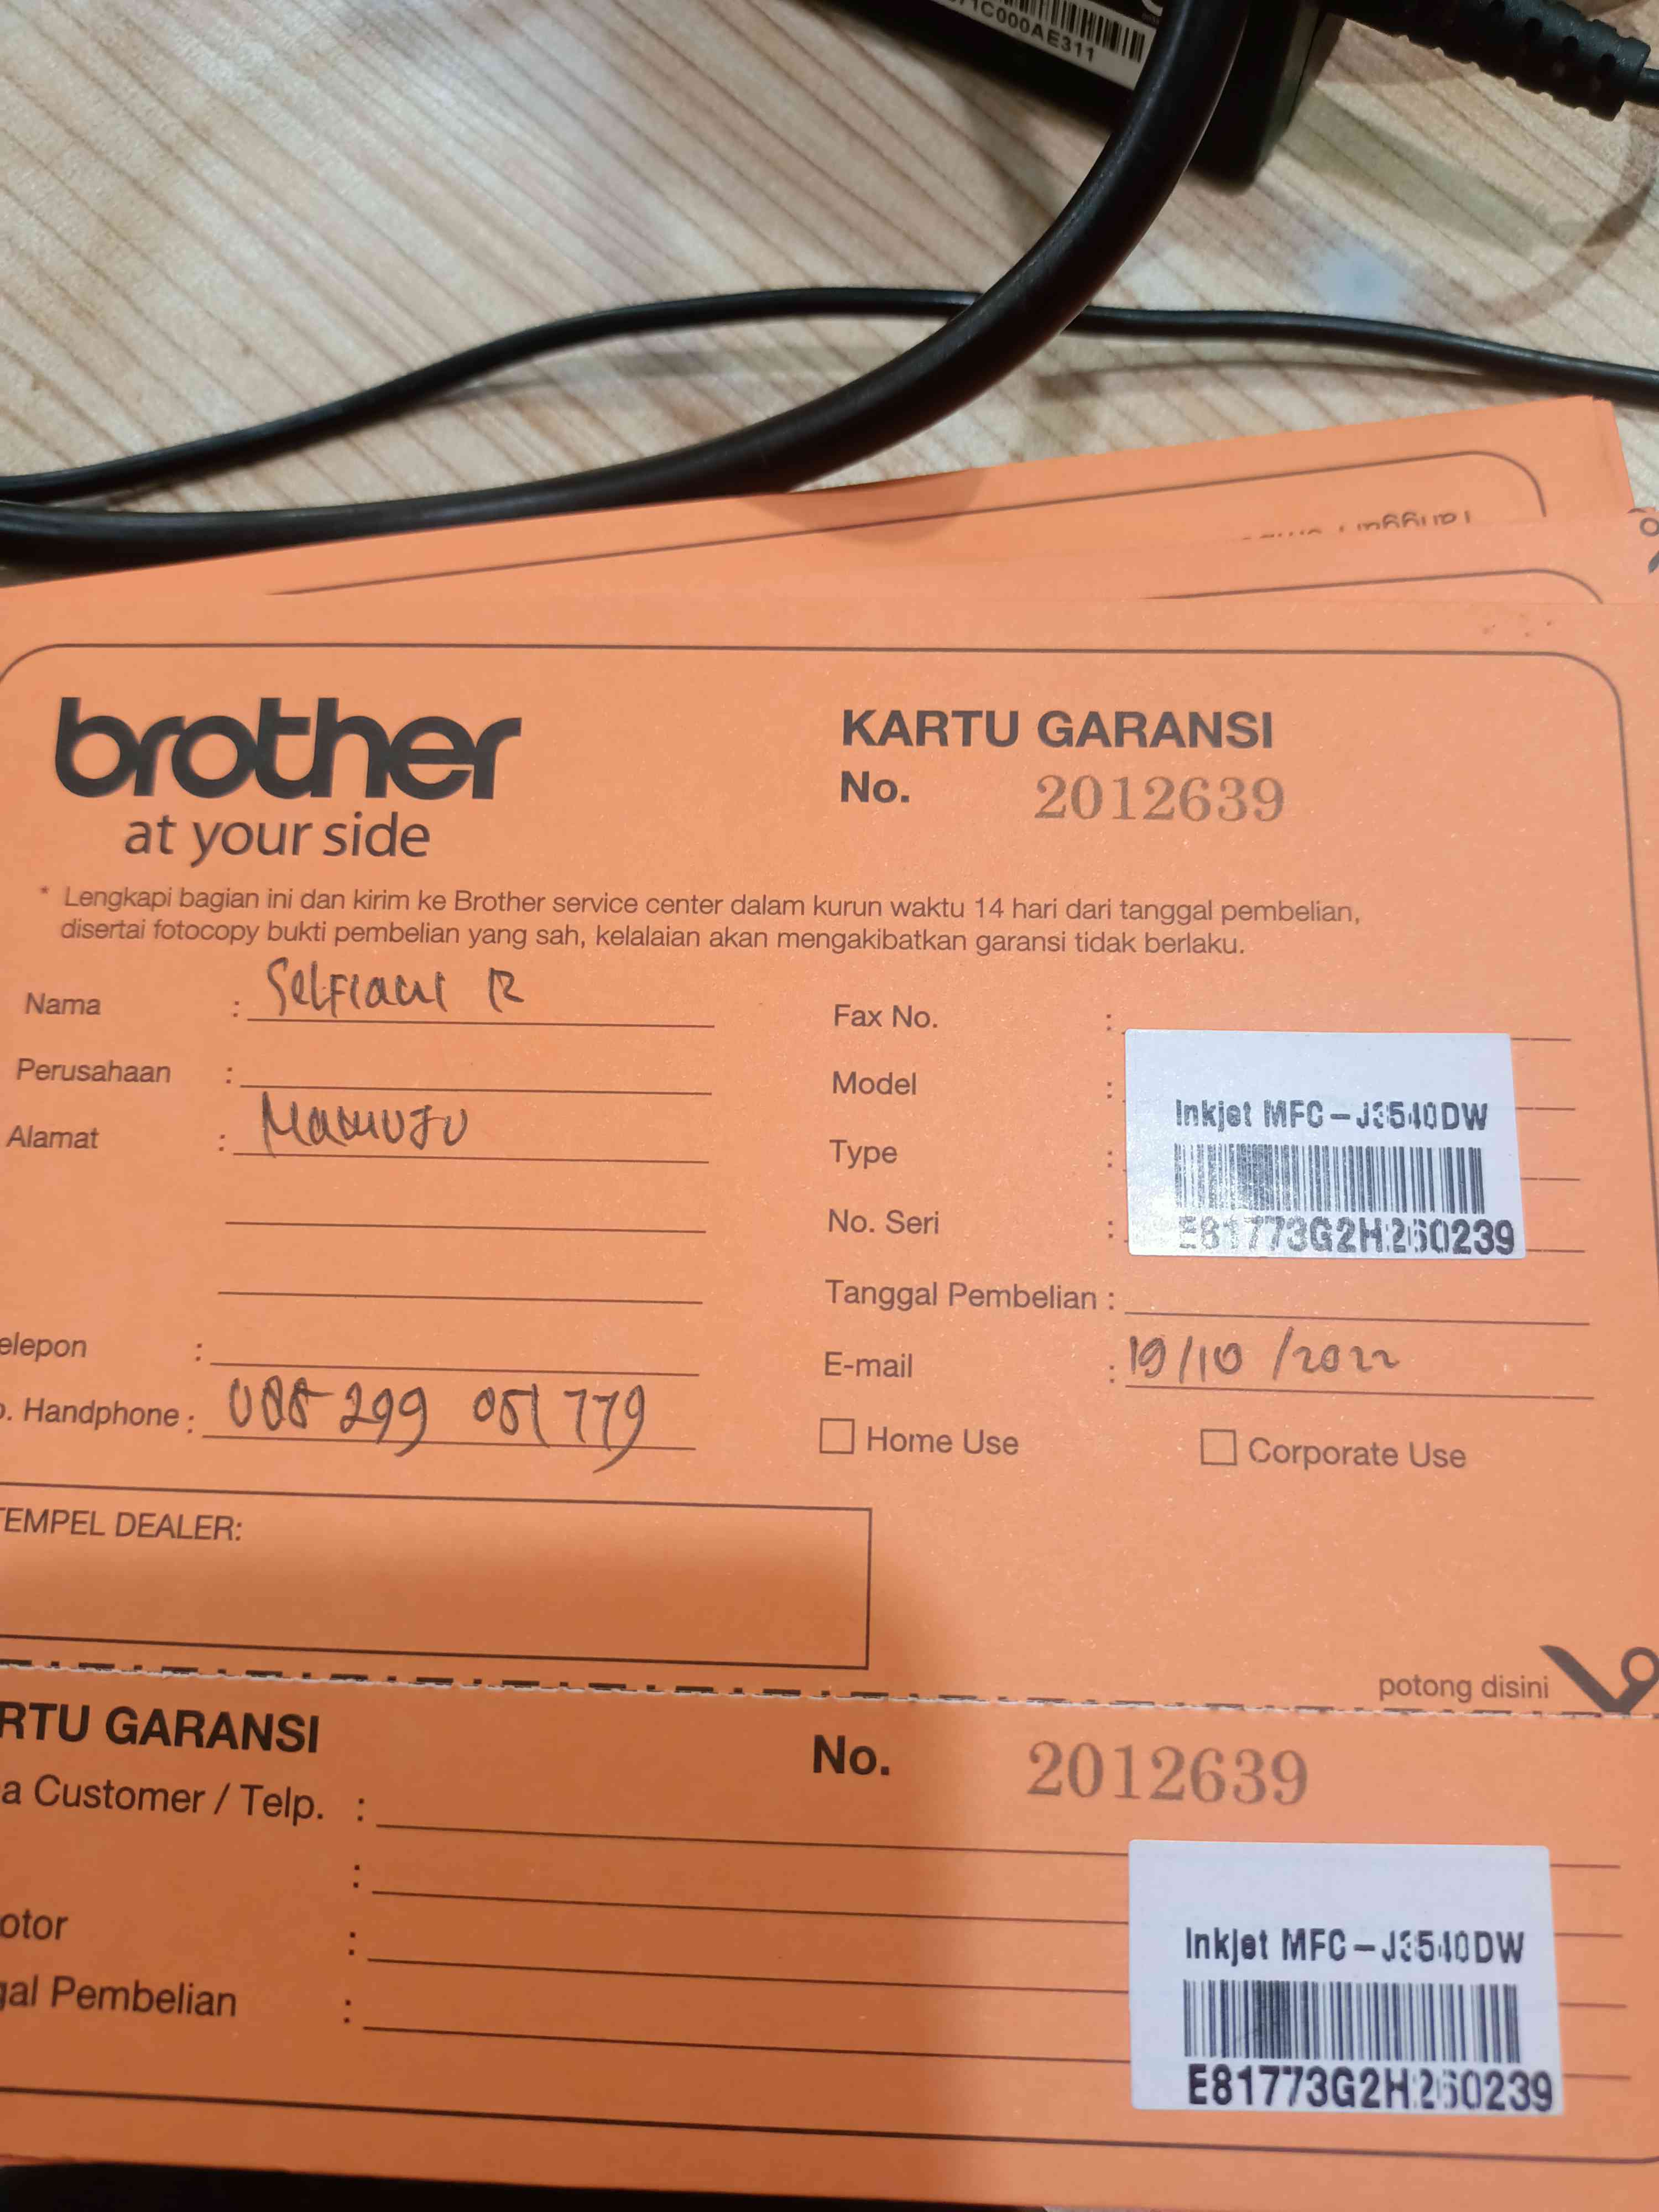 1C000AE311
brother
at your side
KARTU GARANSI
No. 2012639
* Lengkapi bagian ini dan kirim ke Brother service center dalam kurun waktu 14 hari dari tanggal pembelian,
disertai fotocopy bukti pembelian yang sah, kelalaian akan mengakibatkan garansi tidak berlaku.
Nama : Selfiani R
Perusahaan :
Alamat : Mamuju
elepon :
. Handphone : 085 299 051 779
Fax No. :
Model : Inkjet MFC-J3540DW
Type :
No. Seri : E81773G2H260239
Tanggal Pembelian :
E-mail : 19/10/2022
Home Use Corporate Use
TEMPEL DEALER:
potong disini
RTU GARANSI No. 2012639
a Customer / Telp. :
:
otor :
gal Pembelian :
Inkjet MFC-J3540DW
E81773G2H260239